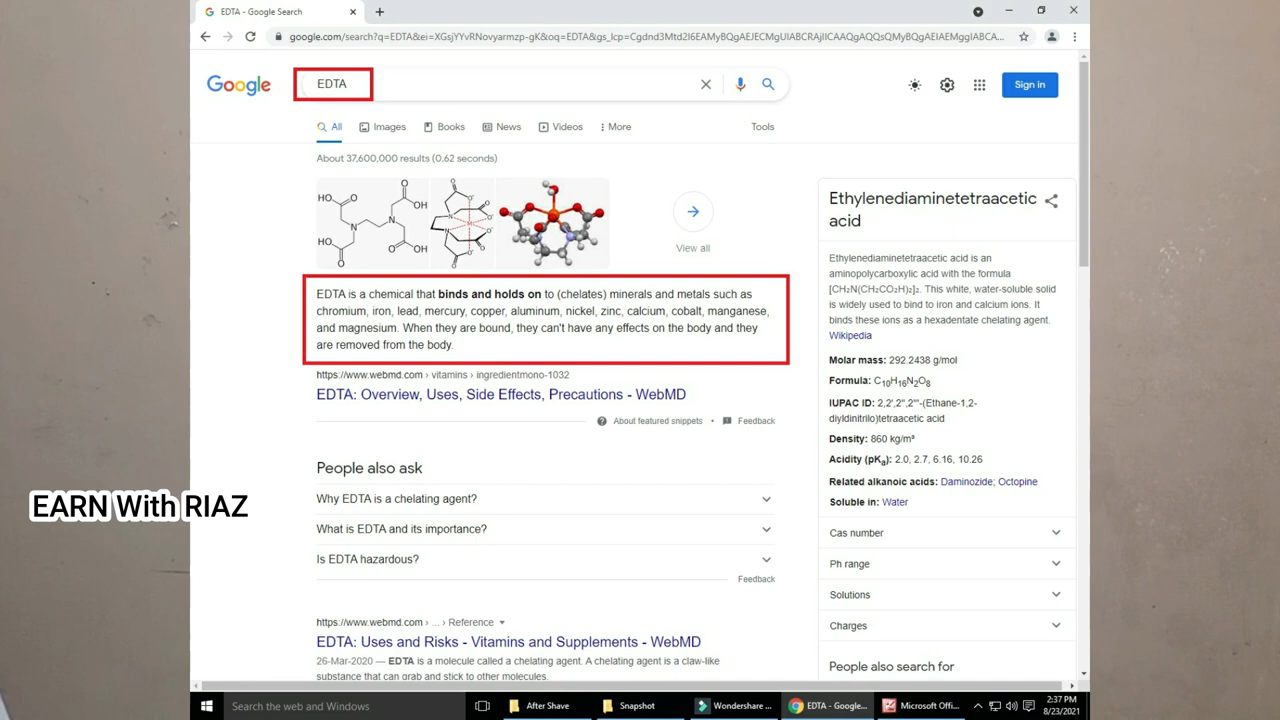 EDTA - Google Search
google.com/search?q=EDTA&ei=XGsjYYvRNovyarmzp-gK&oq=EDTA&gs_lcp=Cgdnd3Mtd2l6EAMyBQgAEJECMgUIABCRAjIICAAQgAQQsQMyBQgAEIAEMggIABCA...
Google
EDTA
Sign in
All
Images
Books
News
Videos
More
Tools
About 37,600,000 results (0.62 seconds)
View all
EDTA is a chemical that binds and holds on to (chelates) minerals and metals such as
chromium, iron, lead, mercury, copper, aluminum, nickel, zinc, calcium, cobalt, manganese,
and magnesium. When they are bound, they can't have any effects on the body and they
are removed from the body.
https://www.webmd.com › vitamins › ingredientmono-1032
EDTA: Overview, Uses, Side Effects, Precautions - WebMD
About featured snippets • Feedback
People also ask
Why EDTA is a chelating agent?
What is EDTA and its importance?
Is EDTA hazardous?
Feedback
https://www.webmd.com › ... › Reference
EDTA: Uses and Risks - Vitamins and Supplements - WebMD
26-Mar-2020 — EDTA is a molecule called a chelating agent. A chelating agent is a claw-like
substance that can grab and stick to other molecules.
Ethylenediaminetetraacetic
acid
Ethylenediaminetetraacetic acid is an
aminopolycarboxylic acid with the formula
[CH₂N(CH₂CO₂H)₂]₂. This white, water-soluble solid
is widely used to bind to iron and calcium ions. It
binds these ions as a hexadentate chelating agent.
Wikipedia
Molar mass: 292.2438 g/mol
Formula: C₁₀H₁₆N₂O₈
IUPAC ID: 2,2',2'',2'''-(Ethane-1,2-
diyldinitrilo)tetraacetic acid
Density: 860 kg/m³
Acidity (pKₐ): 2.0, 2.7, 6.16, 10.26
Related alkanoic acids: Daminozide; Octopine
Soluble in: Water
Cas number
Ph range
Solutions
Charges
People also search for
EARN With RIAZ
Search the web and Windows
After Shave
Snapshot
Wondershare ...
EDTA - Google...
Microsoft Offi...
2:37 PM
8/23/2021